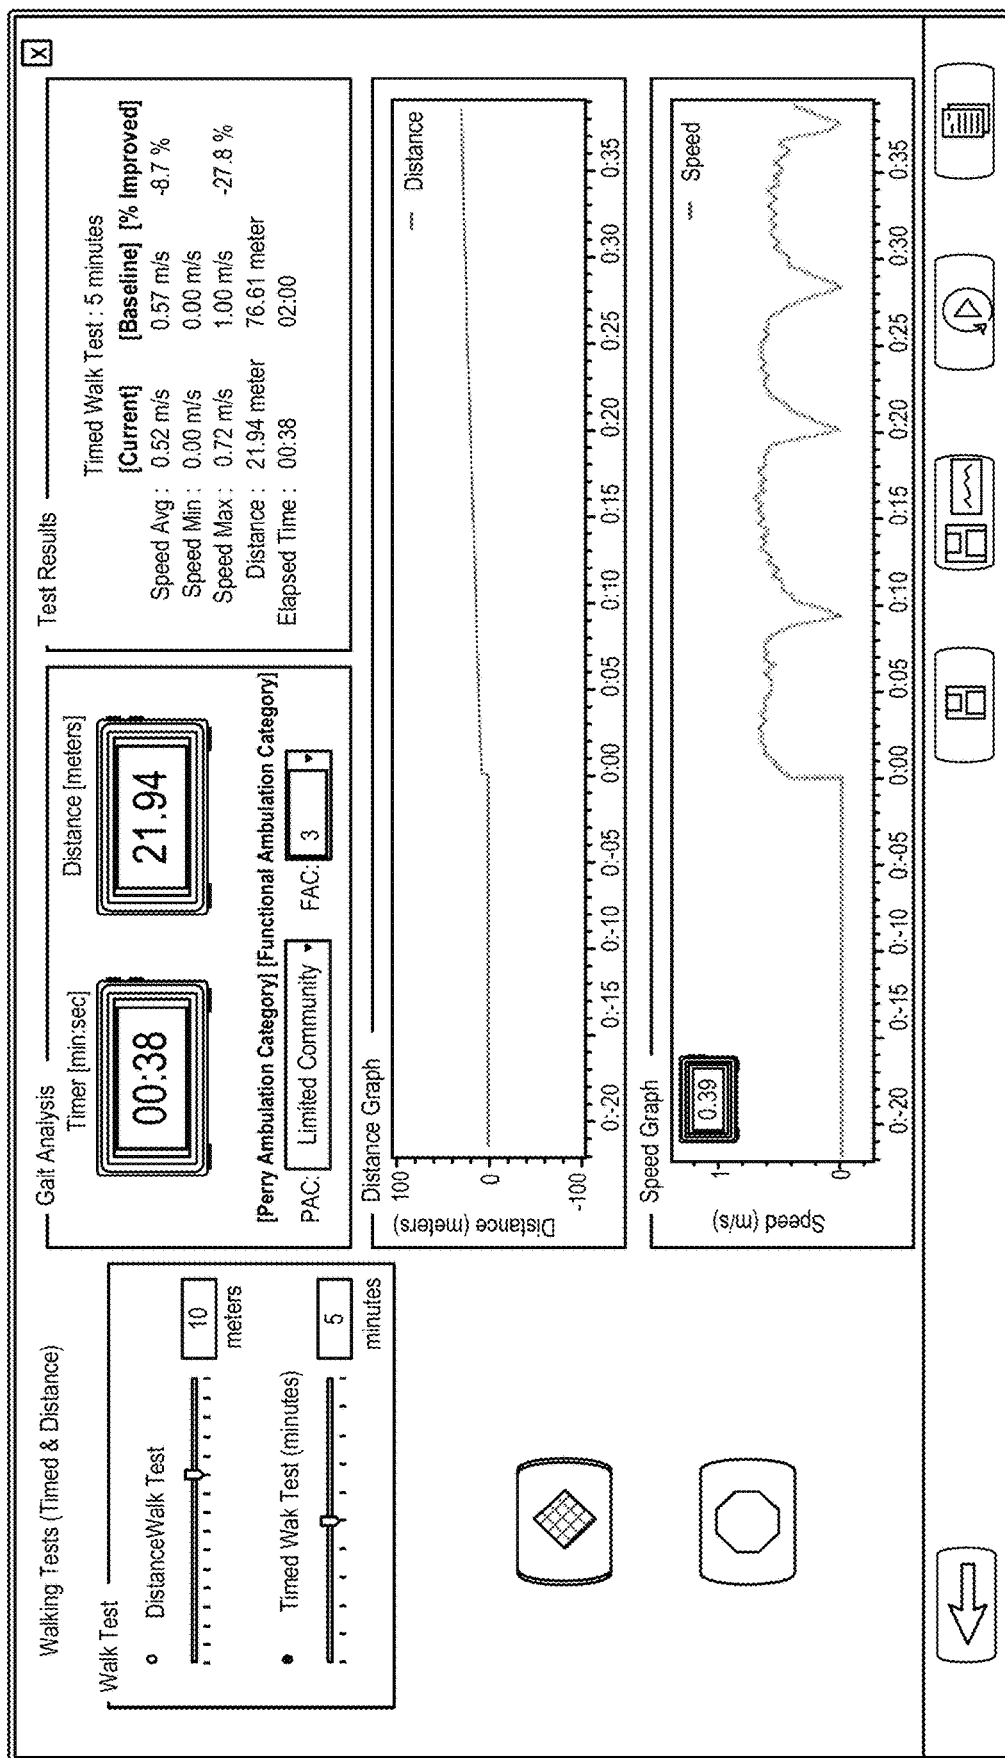 Walking Tests (Timed & Distance)
X
Walk Test
DistanceWalk Test
10
meters
Timed Wak Test (minutes)
5
minutes
Gait Analysis
Timer [min:sec]
Distance [meters]
00:38
21.94
[Perry Ambulation Category] [Functional Ambulation Category]
PAC: Limited Community
FAC: 3
Test Results
Timed Walk Test : 5 minutes
[Current] [Baseline] [% Improved]
Speed Avg : 0.52 m/s 0.57 m/s -8.7 %
Speed Min : 0.00 m/s 0.00 m/s
Speed Max : 0.72 m/s 1.00 m/s -27.8 %
Distance : 21.94 meter 76.61 meter
Elapsed Time : 00:38 02:00
Distance Graph
Distance
Distance (meters)
100
0
-100
0:-20 0:-15 0:-10 0:-05 0:00 0:05 0:10 0:15 0:20 0:25 0:30 0:35
Speed Graph
0.39
Speed
Speed (m/s)
1
0
0:-20 0:-15 0:-10 0:-05 0:00 0:05 0:10 0:15 0:20 0:25 0:30 0:35